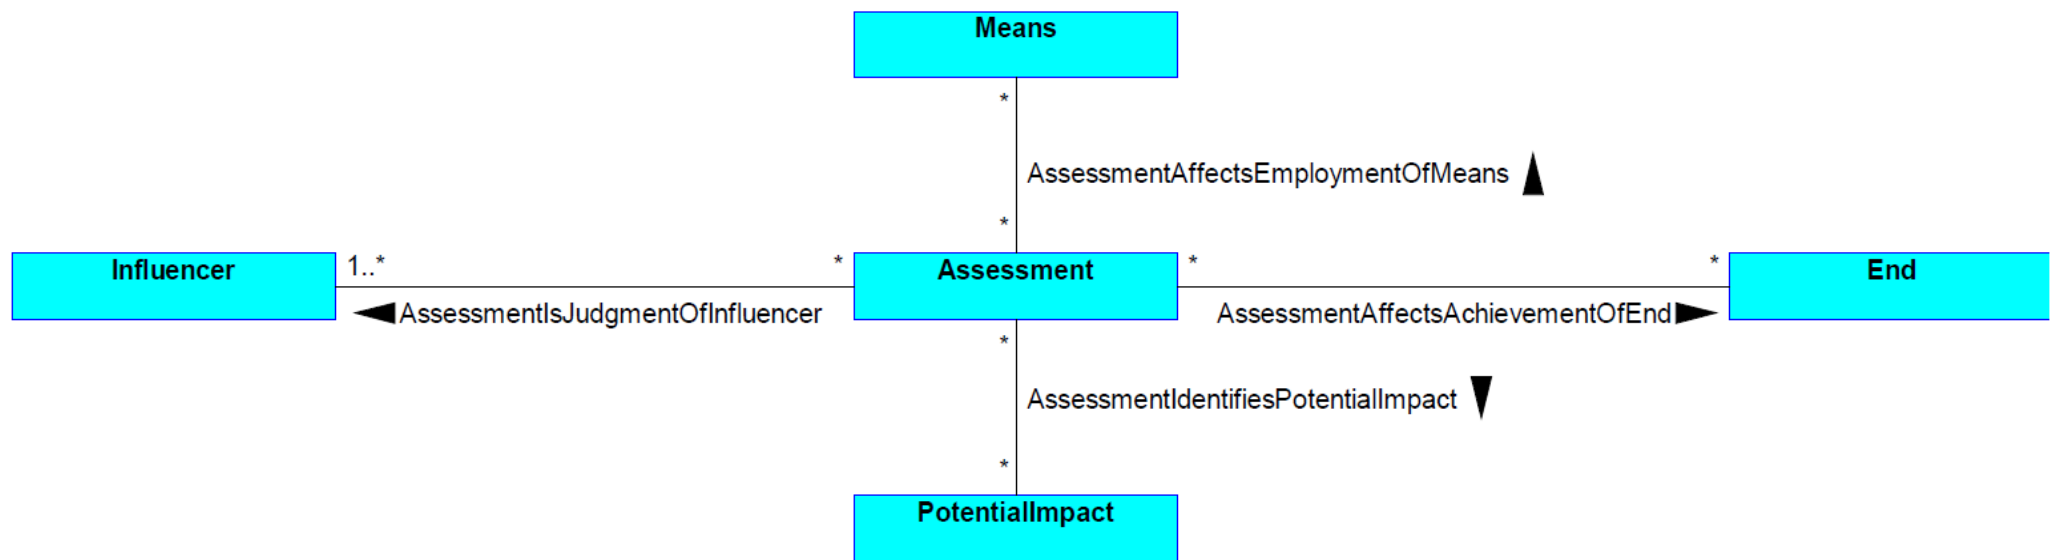 Means
*
AssessmentAffectsEmploymentOfMeans
*
Influencer
1..*
*
Assessment
*
*
End
AssessmentIsJudgmentOfInfluencer
AssessmentAffectsAchievementOfEnd
*
AssessmentIdentifiesPotentialImpact
*
PotentialImpact